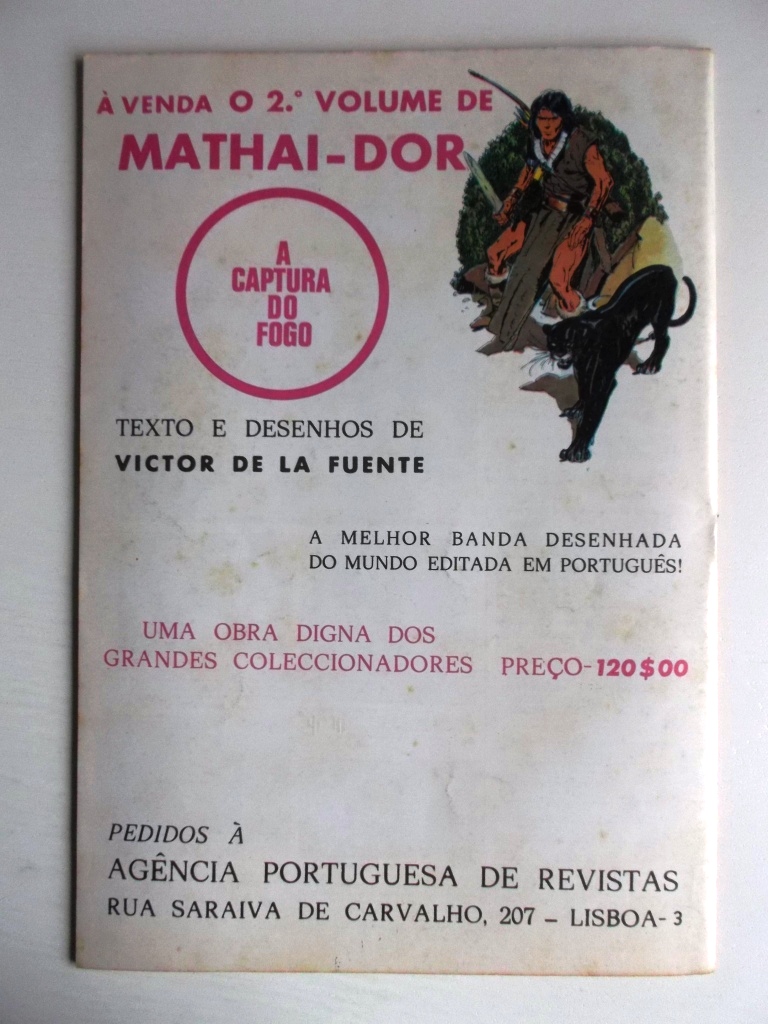 À VENDA O 2.º VOLUME DE
MATHAI-DOR
A
CAPTURA
DO
FOGO
TEXTO E DESENHOS DE
VICTOR DE LA FUENTE
A MELHOR BANDA DESENHADA
DO MUNDO EDITADA EM PORTUGUÊS!
UMA OBRA DIGNA DOS
GRANDES COLECCIONADORES PREÇO-120$00
PEDIDOS À
AGÊNCIA PORTUGUESA DE REVISTAS
RUA SARAIVA DE CARVALHO, 207 – LISBOA-3